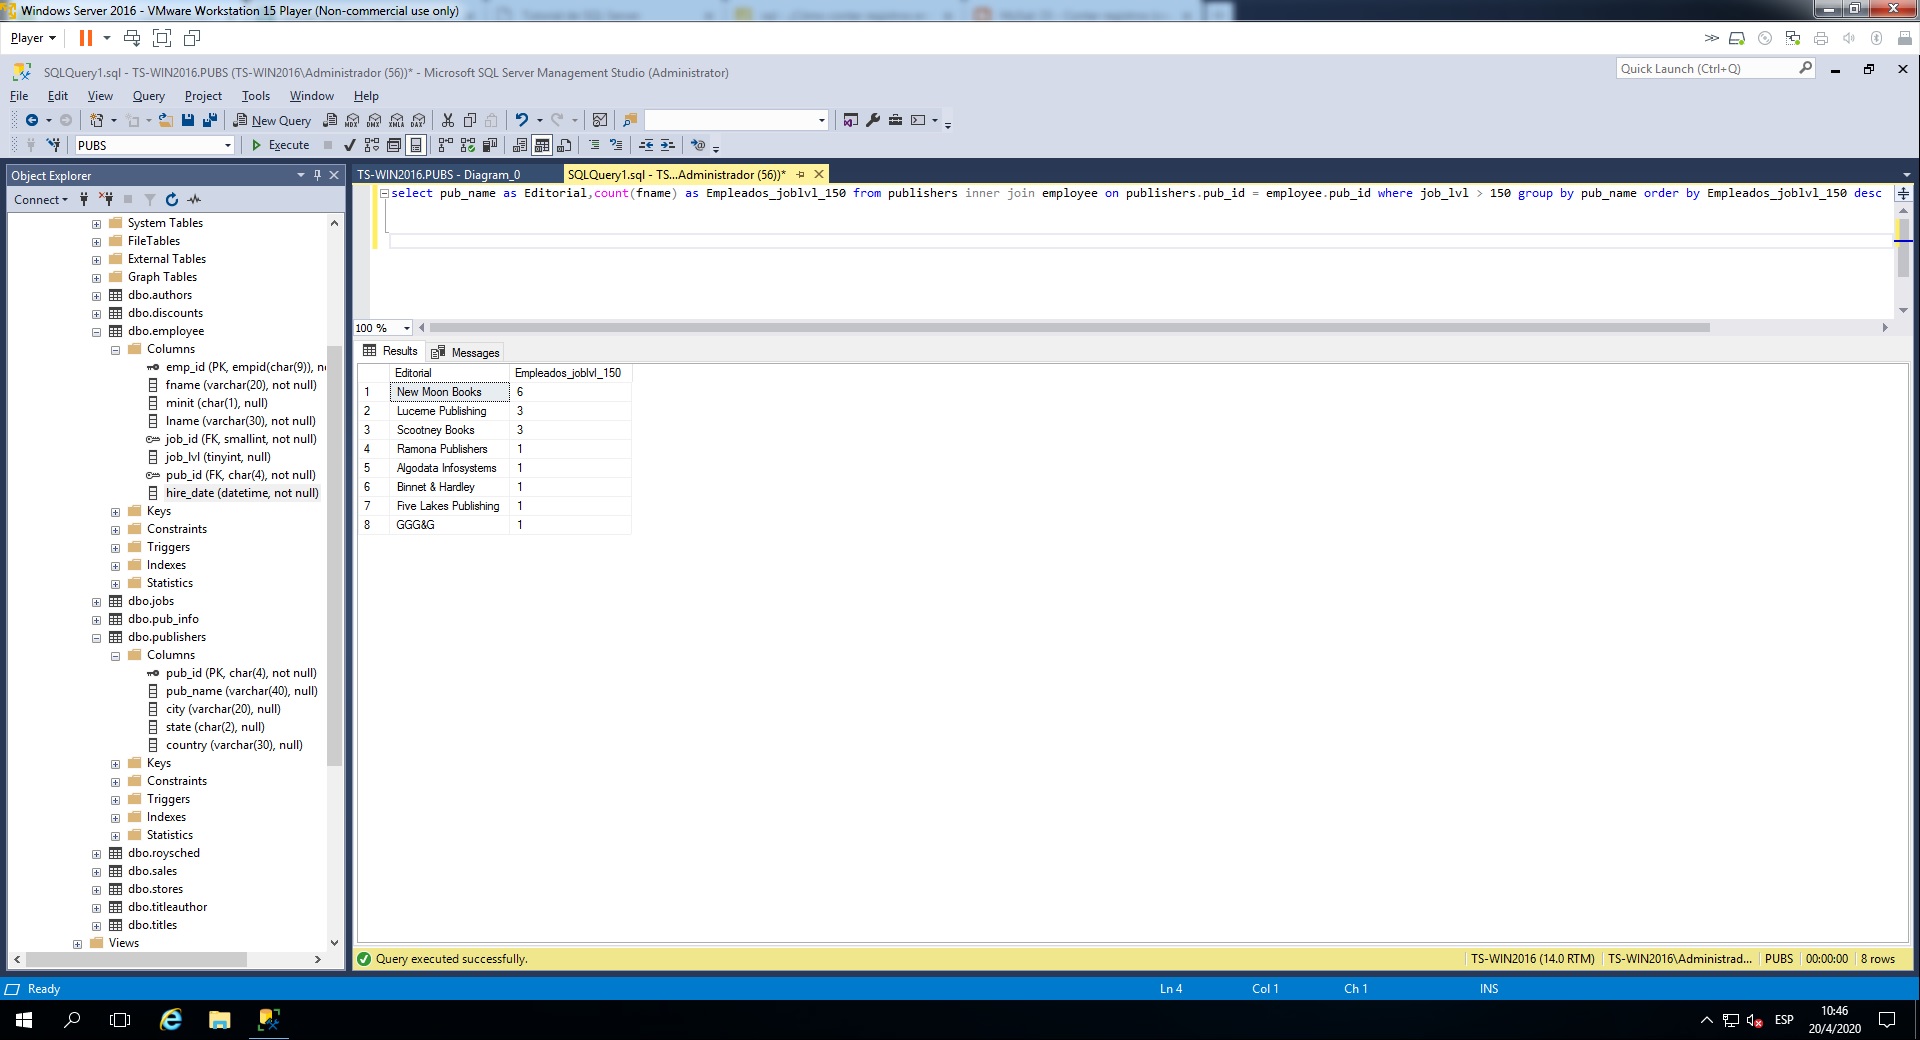 Windows Server 2016 - VMware Workstation 15 Player (Non-commercial use only)
Player
SQLQuery1.sql - TS-WIN2016.PUBS (TS-WIN2016\Administrador (56))* - Microsoft SQL Server Management Studio (Administrator)
Quick Launch (Ctrl+Q)
File Edit View Query Project Tools Window Help
New Query MDX DMX XMLA DAX
PUBS Execute
Object Explorer
TS-WIN2016.PUBS - Diagram_0
SQLQuery1.sql - TS...Administrador (56))*
Connect
select pub_name as Editorial,count(fname) as Empleados_joblvl_150 from publishers inner join employee on publishers.pub_id = employee.pub_id where job_lvl > 150 group by pub_name order by Empleados_joblvl_150 desc
System Tables
FileTables
External Tables
Graph Tables
dbo.authors
dbo.discounts
dbo.employee
Columns
emp_id (PK, empid(char(9)), n
fname (varchar(20), not null)
minit (char(1), null)
lname (varchar(30), not null)
job_id (FK, smallint, not null)
job_lvl (tinyint, null)
pub_id (FK, char(4), not null)
hire_date (datetime, not null)
Keys
Constraints
Triggers
Indexes
Statistics
dbo.jobs
dbo.pub_info
dbo.publishers
Columns
pub_id (PK, char(4), not null)
pub_name (varchar(40), null)
city (varchar(20), null)
state (char(2), null)
country (varchar(30), null)
Keys
Constraints
Triggers
Indexes
Statistics
dbo.roysched
dbo.sales
dbo.stores
dbo.titleauthor
dbo.titles
Views
100 %
Results Messages
Editorial Empleados_joblvl_150
1 New Moon Books 6
2 Lucerne Publishing 3
3 Scootney Books 3
4 Ramona Publishers 1
5 Algodata Infosystems 1
6 Binnet & Hardley 1
7 Five Lakes Publishing 1
8 GGG&G 1
Query executed successfully.
TS-WIN2016 (14.0 RTM) TS-WIN2016\Administrad... PUBS 00:00:00 8 rows
Ready Ln 4 Col 1 Ch 1 INS
ESP
10:46
20/4/2020